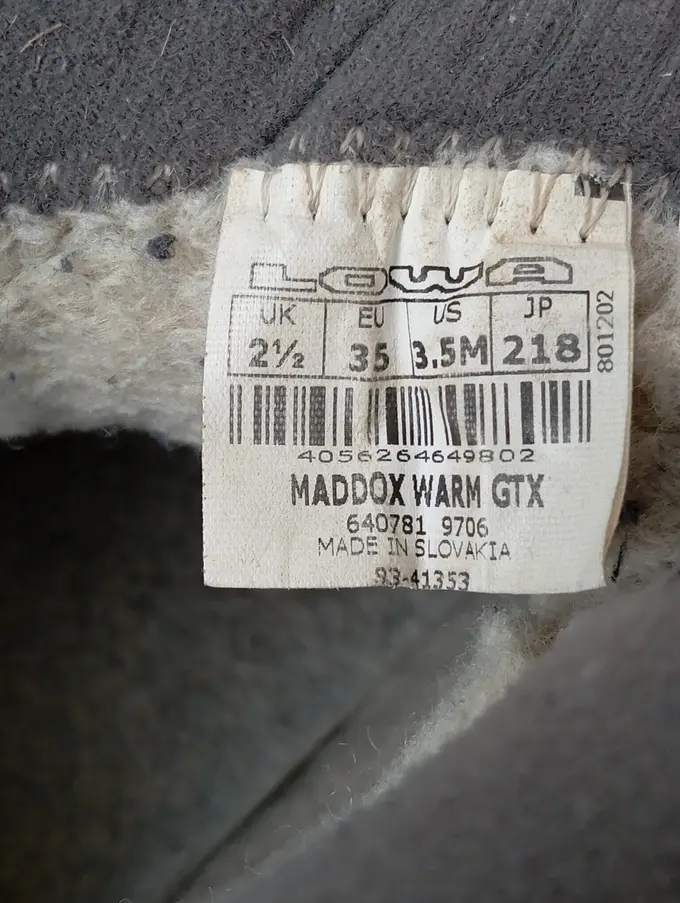 LOWA
UK EU US JP
2½ 35 3.5M 218
801202
4056264649802
MADDOX WARM GTX
640781 9706
MADE IN SLOVAKIA
93-41353